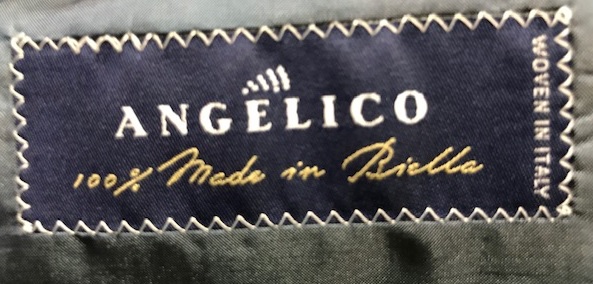 ANGELICO
100% Made in Biella
WOVEN IN ITALY